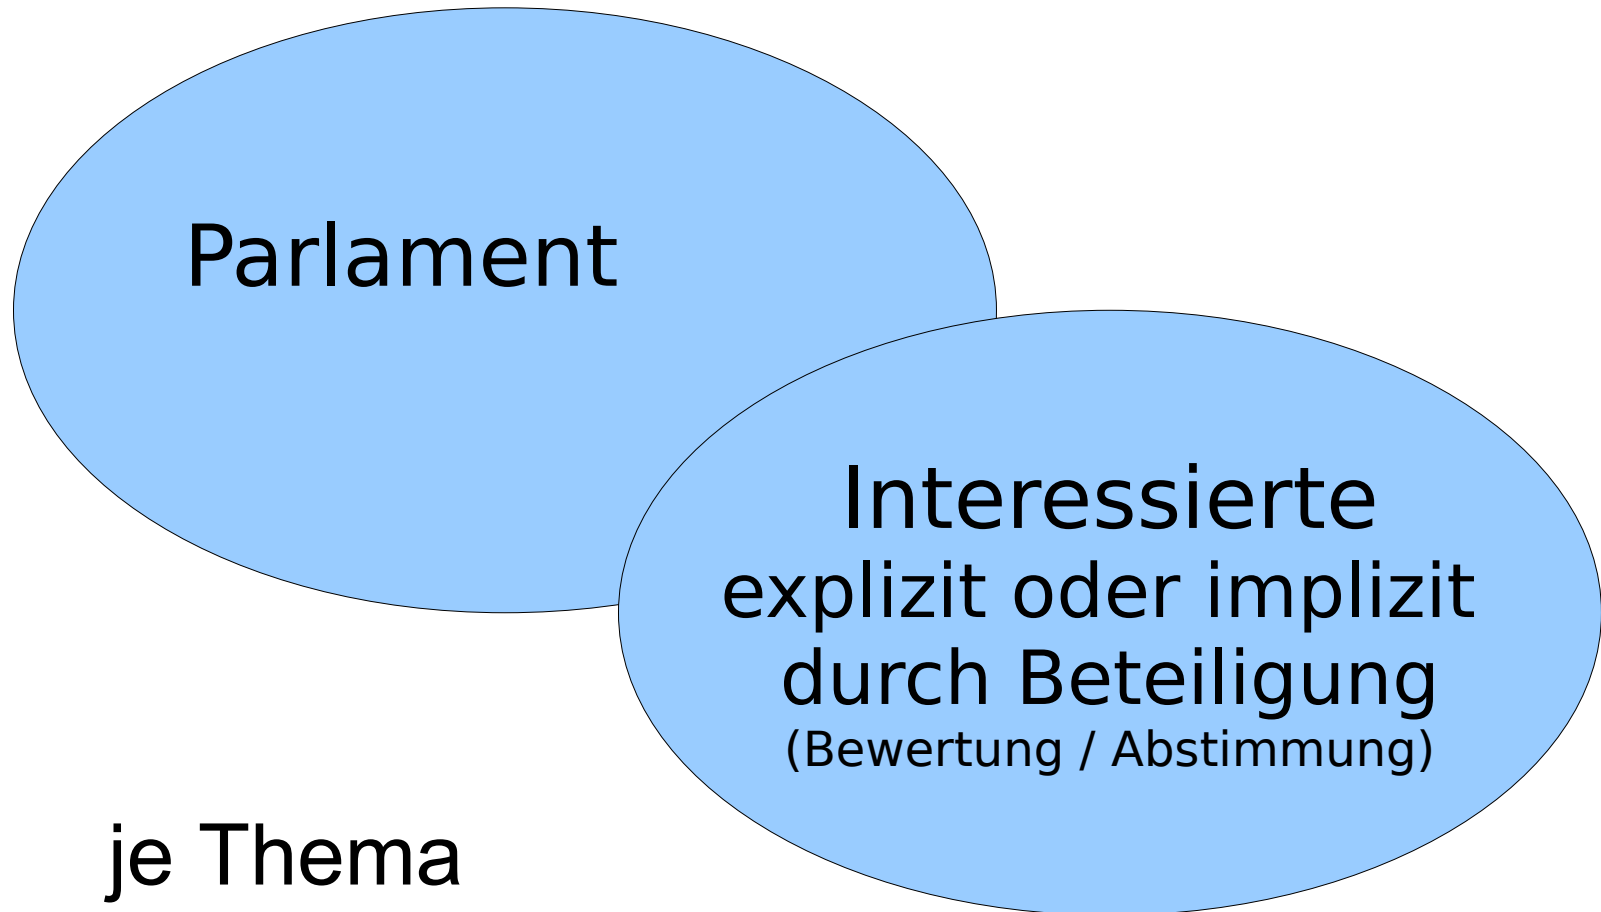 Parlament
Interessierte
explizit oder implizit
durch Beteiligung
(Bewertung / Abstimmung)
je Thema